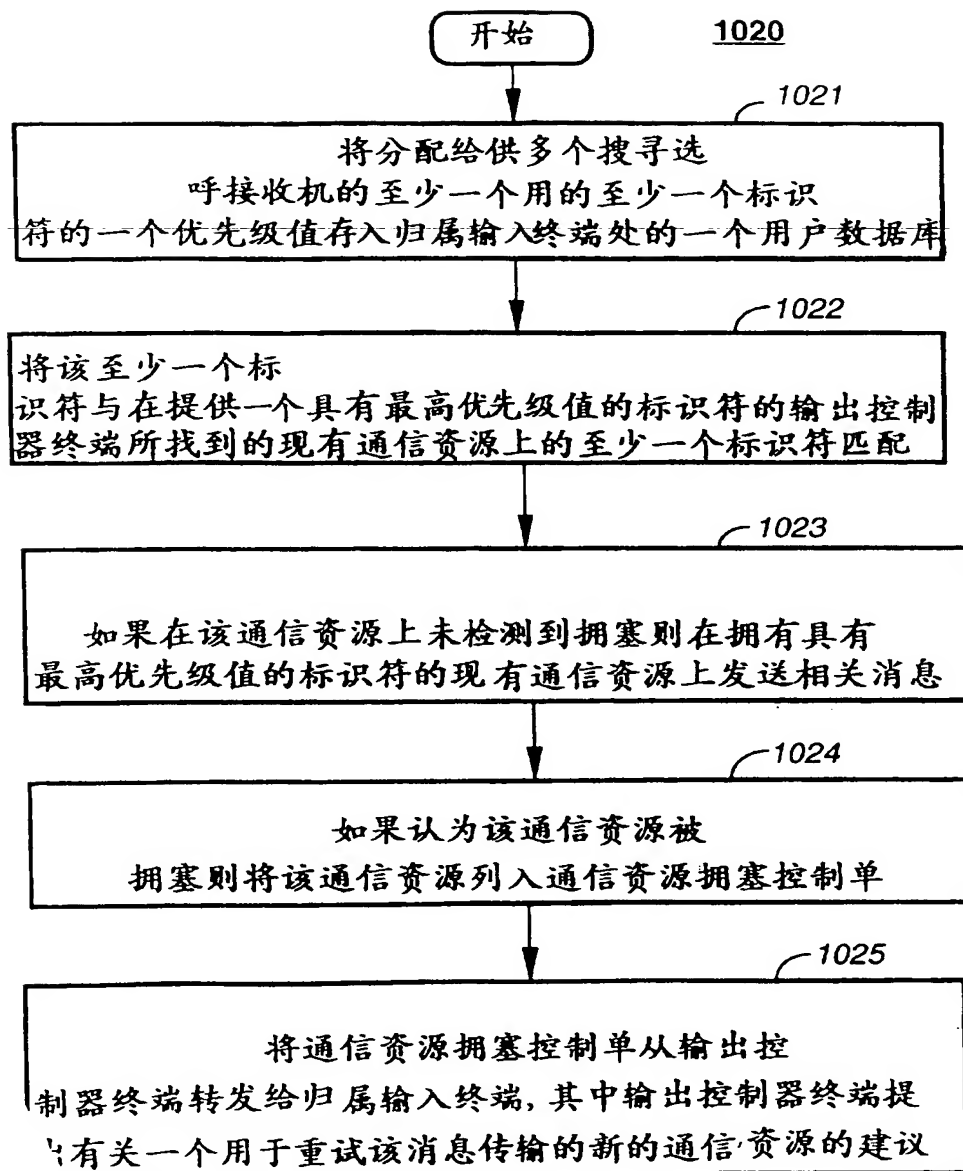 开始
1020
1021
将分配给供多个搜寻选
呼接收机的至少一个用的至少一个标识
符的一个优先级值存入归属输入终端处的一个用户数据库
1022
将该至少一个标
识符与在提供一个具有最高优先级值的标识符的输出控制
器终端所找到的现有通信资源上的至少一个标识符匹配
1023
如果在该通信资源上未检测到拥塞则在拥有具有
最高优先级值的标识符的现有通信资源上发送相关消息
1024
如果认为该通信资源被
拥塞则将该通信资源列入通信资源拥塞控制单
1025
将通信资源拥塞控制单从输出控
制器终端转发给归属输入终端,其中输出控制器终端提
出有关一个用于重试该消息传输的新的通信资源的建议